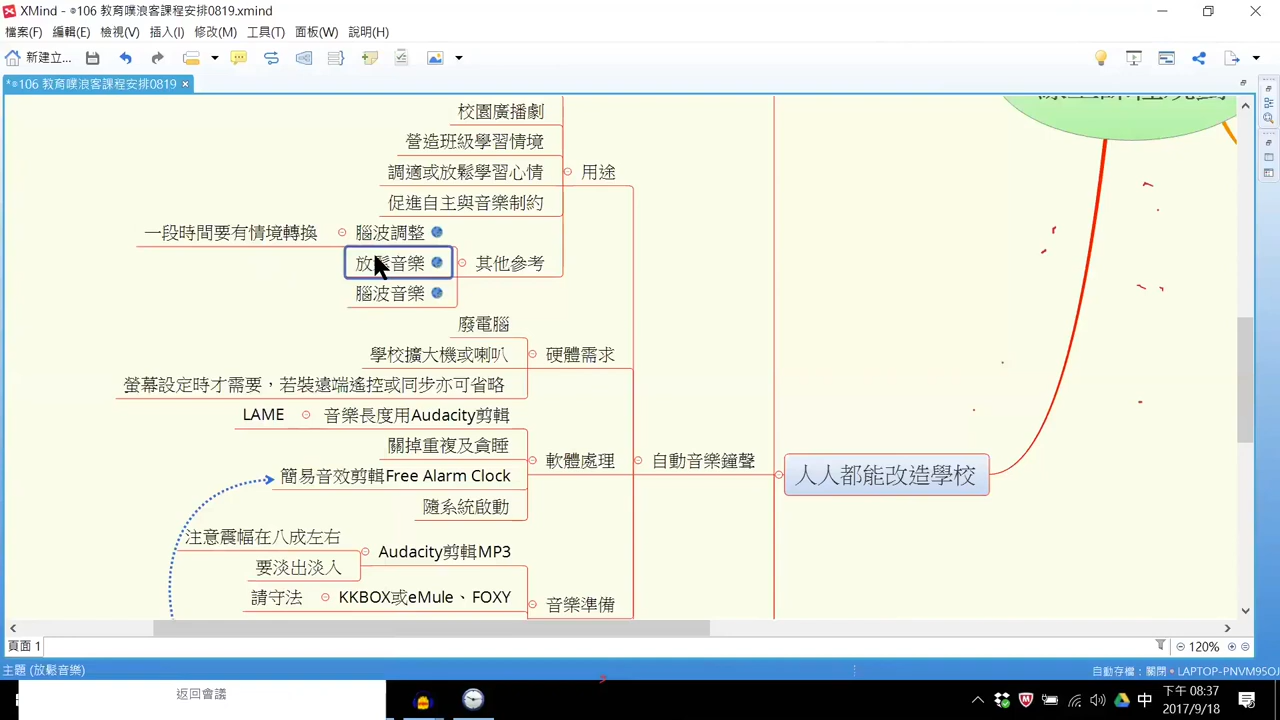 XMind - ⊕106 教育噗浪客課程安排0819.xmind
檔案(F) 編輯(E) 檢視(V) 插入(I) 修改(M) 工具(T) 面板(W) 說明(H)
新建立...
*⊕106 教育噗浪客課程安排0819
校園廣播劇
營造班級學習情境
調適或放鬆學習心情
用途
促進自主與音樂制約
一段時間要有情境轉換
腦波調整
放鬆音樂
其他參考
腦波音樂
廢電腦
學校擴大機或喇叭
硬體需求
螢幕設定時才需要，若裝遠端遙控或同步亦可省略
LAME
音樂長度用Audacity剪輯
關掉重複及貪睡
軟體處理
自動音樂鐘聲
人人都能改造學校
簡易音效剪輯Free Alarm Clock
隨系統啟動
注意震幅在八成左右
Audacity剪輯MP3
要淡出淡入
請守法
KKBOX或eMule、FOXY
音樂準備
頁面 1
120%
主題 (放鬆音樂)
自動存檔：關閉
LAPTOP-PNVM95OJ
返回會議
中
下午 08:37
2017/9/18